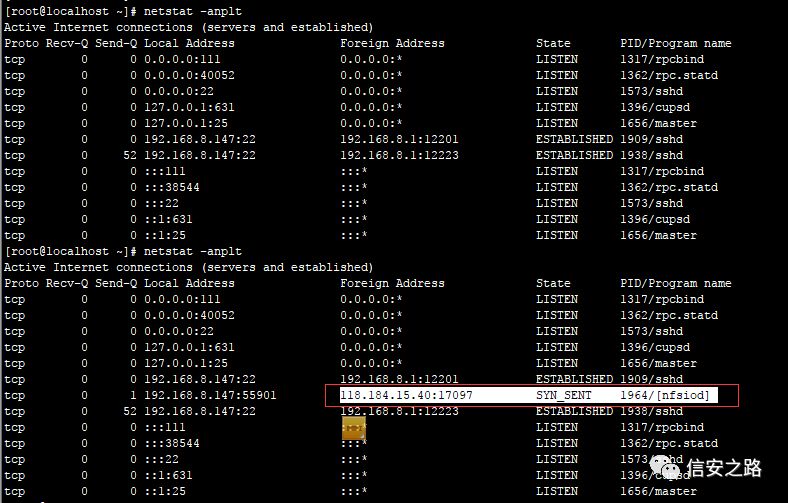 [root@localhost ~]# netstat -anplt
Active Internet connections (servers and established)
Proto Recv-Q Send-Q Local Address Foreign Address State PID/Program name
tcp 0 0 0.0.0.0:111 0.0.0.0:* LISTEN 1317/rpcbind
tcp 0 0 0.0.0.0:40052 0.0.0.0:* LISTEN 1362/rpc.statd
tcp 0 0 0.0.0.0:22 0.0.0.0:* LISTEN 1573/sshd
tcp 0 0 127.0.0.1:631 0.0.0.0:* LISTEN 1396/cupsd
tcp 0 0 127.0.0.1:25 0.0.0.0:* LISTEN 1656/master
tcp 0 0 192.168.8.147:22 192.168.8.1:12201 ESTABLISHED 1909/sshd
tcp 0 52 192.168.8.147:22 192.168.8.1:12223 ESTABLISHED 1938/sshd
tcp 0 0 :::111 :::* LISTEN 1317/rpcbind
tcp 0 0 :::38544 :::* LISTEN 1362/rpc.statd
tcp 0 0 :::22 :::* LISTEN 1573/sshd
tcp 0 0 ::1:631 :::* LISTEN 1396/cupsd
tcp 0 0 ::1:25 :::* LISTEN 1656/master
[root@localhost ~]# netstat -anplt
Active Internet connections (servers and established)
Proto Recv-Q Send-Q Local Address Foreign Address State PID/Program name
tcp 0 0 0.0.0.0:111 0.0.0.0:* LISTEN 1317/rpcbind
tcp 0 0 0.0.0.0:40052 0.0.0.0:* LISTEN 1362/rpc.statd
tcp 0 0 0.0.0.0:22 0.0.0.0:* LISTEN 1573/sshd
tcp 0 0 127.0.0.1:631 0.0.0.0:* LISTEN 1396/cupsd
tcp 0 0 127.0.0.1:25 0.0.0.0:* LISTEN 1656/master
tcp 0 0 192.168.8.147:22 192.168.8.1:12201 ESTABLISHED 1909/sshd
tcp 0 1 192.168.8.147:55901 118.184.15.40:17097 SYN_SENT 1964/[nfsiod]
tcp 0 52 192.168.8.147:22 192.168.8.1:12223 ESTABLISHED 1938/sshd
tcp 0 0 :::111 LISTEN 1317/rpcbind
tcp 0 0 :::38544 :::* LISTEN 1362/rpc.statd
tcp 0 0 :::22 :::* LISTEN
tcp 0 0 ::1:631 :::* LISTEN
tcp 0 0 ::1:25 :::* LISTEN 1656/master
信安之路